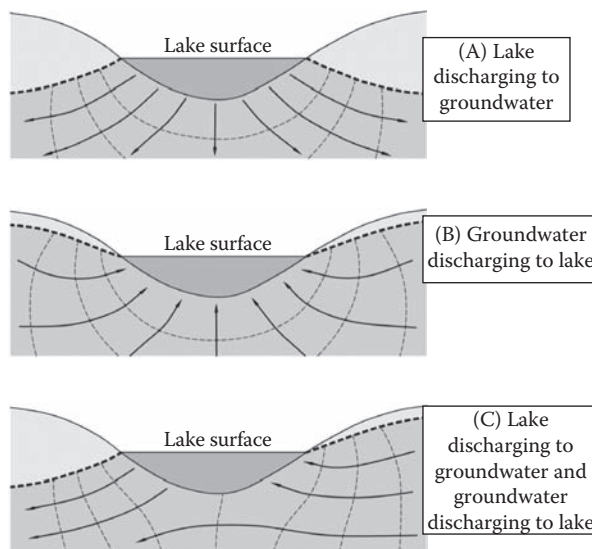 Lake surface
(A) Lake
discharging to
groundwater
Lake surface
(B) Groundwater
discharging to lake
Lake surface
(C) Lake
discharging to
groundwater and
groundwater
discharging to lake